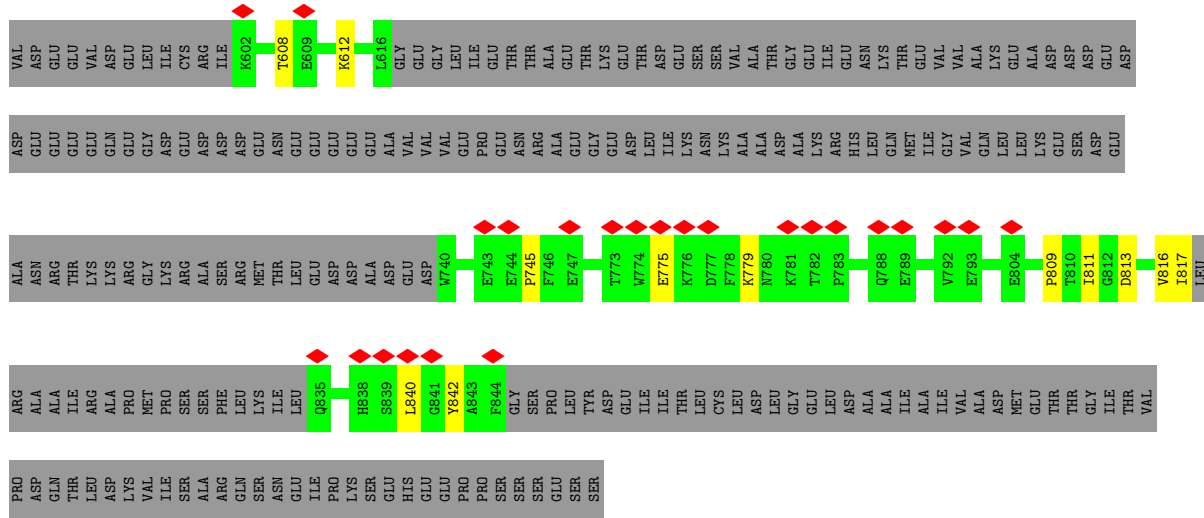 VAL ASP GLU GLU VAL ASP GLU LEU ILE CYS ARG ILE K602 T608 E609 K612 L616 GLY GLU GLY LEU ILE GLU THR THR ALA GLU THR LYS GLU THR ASP GLU SER SER VAL ALA THR GLY GLU ILE GLU ASN LYS THR GLU VAL VAL ALA LYS GLU ALA ASP ASP ASP GLU ASP
ASP GLU GLU GLU GLU GLU GLN GLU GLY ASP GLU ASP ASP ASP GLU ASN GLU GLU GLU GLU GLU ALA VAL VAL VAL GLU PRO GLU ASN ARG ALA GLU GLY GLU ASP LEU ILE LYS ASN LYS ALA ALA ASP ALA LYS ARG HIS LEU GLN MET ILE GLY VAL GLN LEU LEU LYS GLU SER ASP GLU
ALA ASN ARG THR LYS LYS ARG GLY LYS ARG ALA SER ARG MET THR LEU GLU ASP ASP ALA ASP GLU ASP W740 E743 E744 P745 F746 E747 T773 W774 E775 K776 D777 F778 K779 N780 K781 T782 P783 Q788 E789 V792 E793 E804 P809 T810 I811 G812 D813 V816 I817 LEU
ARG ALA ALA ILE ARG ALA PRO MET PRO SER SER PHE LEU LYS ILE LEU Q835 H838 S839 L840 G841 Y842 A843 F844 GLY SER PRO LEU TYR ASP GLU ILE ILE THR LEU CYS LEU ASP LEU GLY GLU LEU ASP ALA ALA ILE ALA ILE VAL ALA ASP MET GLU THR THR GLY ILE THR VAL
PRO ASP GLN THR LEU ASP LYS VAL ILE SER ALA ARG GLN SER ASN GLU ILE PRO LYS SER GLU HIS GLU GLU PRO PRO SER SER SER GLU SER SER